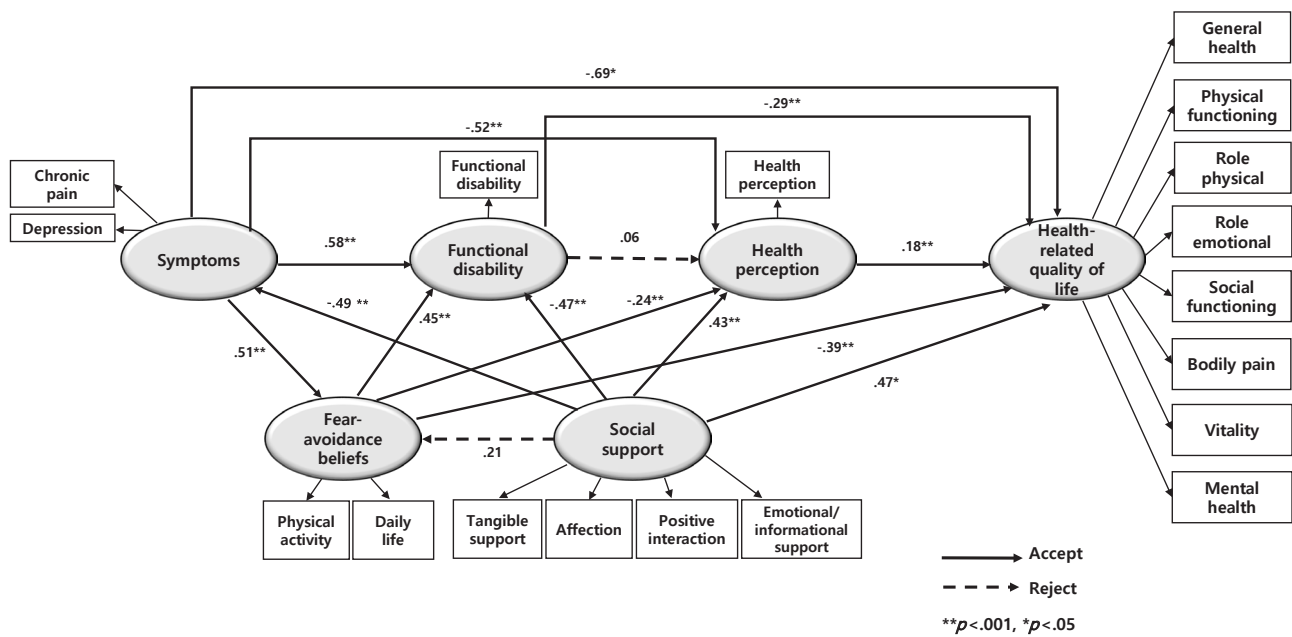 General
health
-.69*
Physical
functioning
-.29**
-.52**
Role
physical
Chronic
pain
Functional
disability
Health
perception
Depression
Role
emotional
Symptoms
.58**
Functional
disability
.06
Health
perception
.18**
Health-
related
quality of
life
Social
functioning
-.49 **
-.47**
-.24**
.45**
.43**
.51**
-.39**
Bodily pain
.47*
Fear-
avoidance
beliefs
.21
Social
support
Vitality
Mental
health
Physical
activity
Daily
life
Tangible
support
Affection
Positive
interaction
Emotional/
informational
support
Accept
Reject
**p<.001, *p<.05